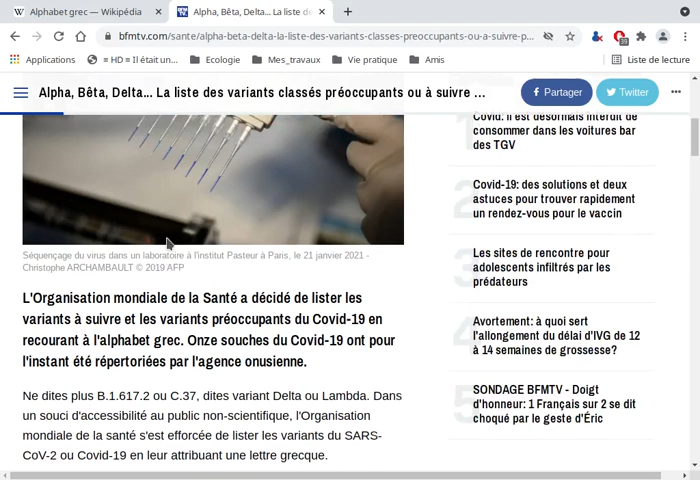 Alphabet grec — Wikipédia
Alpha, Bêta, Delta... La liste de
bfmtv.com/sante/alpha-beta-delta-la-liste-des-variants-classes-preoccupants-ou-a-suivre-p...
Applications
≡ HD ≡ Il était un...
Ecologie
Mes_travaux
Vie pratique
Amis
Liste de lecture
Alpha, Bêta, Delta... La liste des variants classés préoccupants ou à suivre ...
Partager
Twitter
Séquençage du virus dans un laboratoire à l'institut Pasteur à Paris, le 21 janvier 2021 -
Christophe ARCHAMBAULT © 2019 AFP
L'Organisation mondiale de la Santé a décidé de lister les
variants à suivre et les variants préoccupants du Covid-19 en
recourant à l'alphabet grec. Onze souches du Covid-19 ont pour
l'instant été répertoriées par l'agence onusienne.
Ne dites plus B.1.617.2 ou C.37, dites variant Delta ou Lambda. Dans
un souci d'accessibilité au public non-scientifique, l'Organisation
mondiale de la santé s'est efforcée de lister les variants du SARS-
CoV-2 ou Covid-19 en leur attribuant une lettre grecque.
1
Covid: il est désormais interdit de
consommer dans les voitures bar
des TGV
2
Covid-19: des solutions et deux
astuces pour trouver rapidement
un rendez-vous pour le vaccin
3
Les sites de rencontre pour
adolescents infiltrés par les
prédateurs
4
Avortement: à quoi sert
l'allongement du délai d'IVG de 12
à 14 semaines de grossesse?
5
SONDAGE BFMTV - Doigt
d'honneur: 1 Français sur 2 se dit
choqué par le geste d'Éric